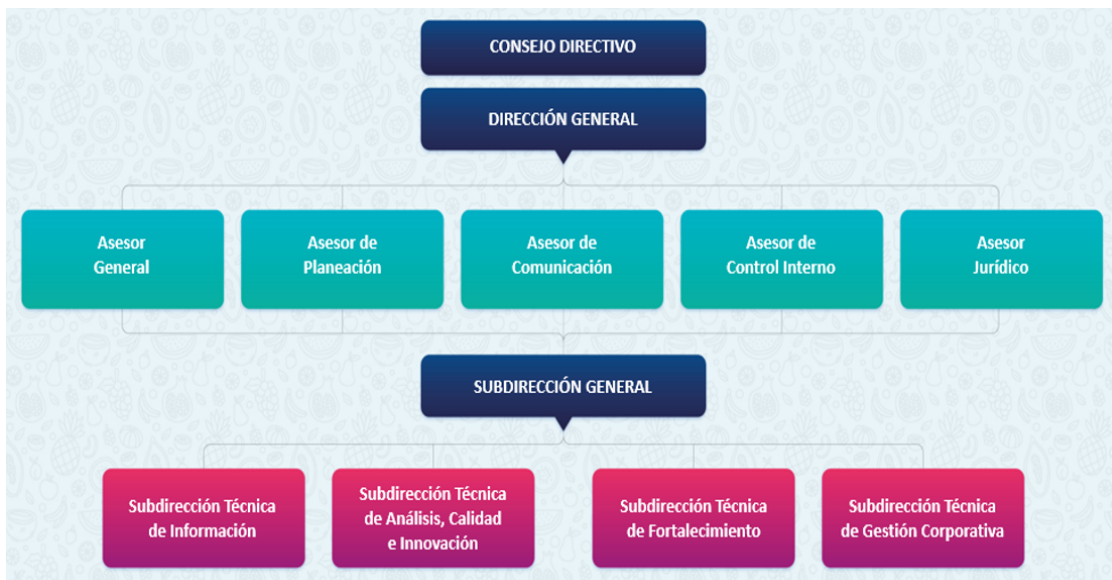 CONSEJO DIRECTIVO
DIRECCIÓN GENERAL
Asesor
General
Asesor de
Planeación
Asesor de
Comunicación
Asesor de
Control Interno
Asesor
Jurídico
SUBDIRECCIÓN GENERAL
Subdirección Técnica
de Información
Subdirección Técnica
de Análisis, Calidad
e Innovación
Subdirección Técnica
de Fortalecimiento
Subdirección Técnica
de Gestión Corporativa